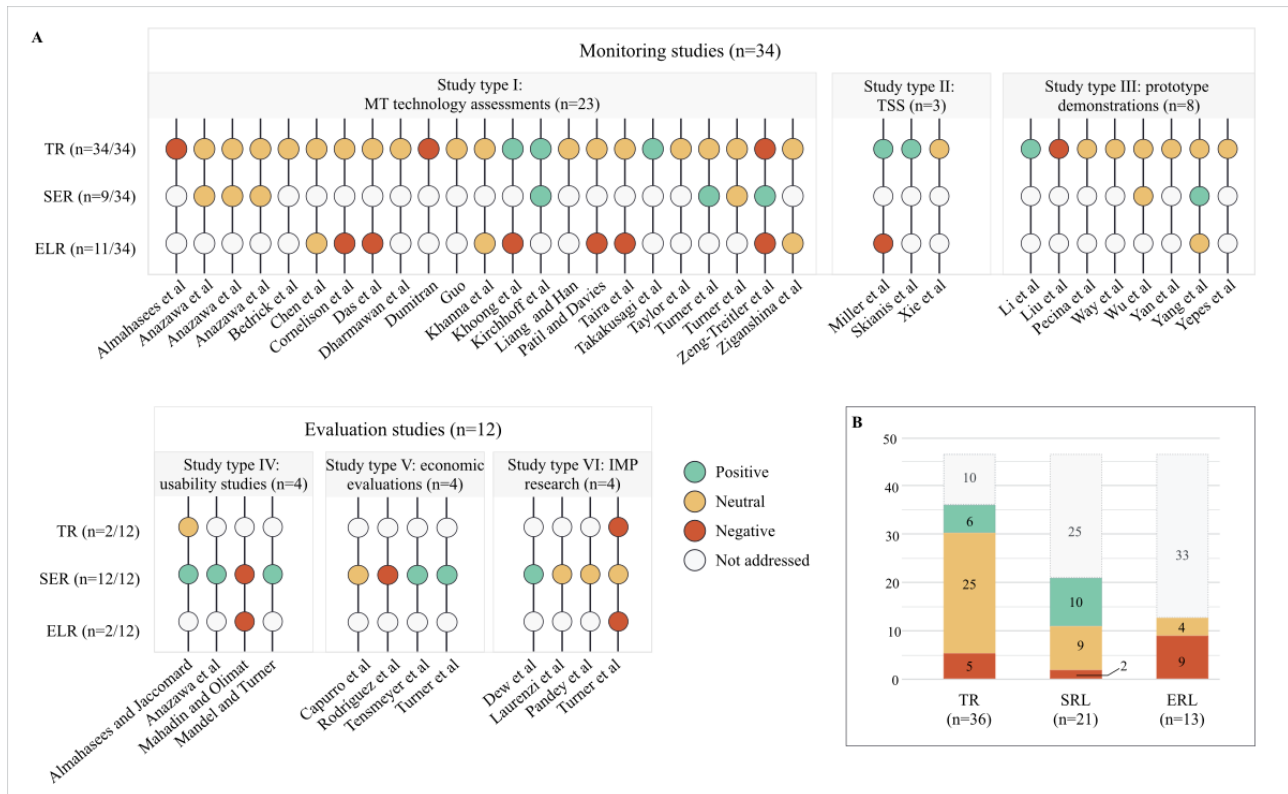 A
Monitoring studies (n=34)
Study type I:
MT technology assessments (n=23)
Study type II:
TSS (n=3)
Study type III: prototype
demonstrations (n=8)
TR (n=34/34)
SER (n=9/34)
ELR (n=11/34)
Almahasees et al
Anazawa et al
Anazawa et al
Anazawa et al
Bedrick et al
Chen et al
Cornelison et al
Das et al
Dharmawan et al
Dumitran
Guo
Khanna et al
Khoong et al
Kirchhoff et al
Liang and Han
Patil and Davies
Taira et al
Takakusagi et al
Taylor et al
Turner et al
Turner et al
Zeng-Treitler et al
Ziganshina et al
Miller et al
Skianis et al
Xie et al
Li et al
Liu et al
Pecina et al
Way et al
Wu et al
Yan et al
Yang et al
Yepes et al
Evaluation studies (n=12)
Study type IV:
usability studies (n=4)
Study type V: economic
evaluations (n=4)
Study type VI: IMP
research (n=4)
TR (n=2/12)
SER (n=12/12)
ELR (n=2/12)
Almahasees and Jaccomard
Anazawa et al
Mahadin and Olimat
Mandel and Turner
Capurro et al
Rodriguez et al
Tensmeyer et al
Turner et al
Dew et al
Laurenzi et al
Pandey et al
Turner et al
Positive
Neutral
Negative
Not addressed
B
50
40
30
20
10
0
10
6
25
5
25
10
9
2
33
4
9
TR
(n=36)
SRL
(n=21)
ERL
(n=13)